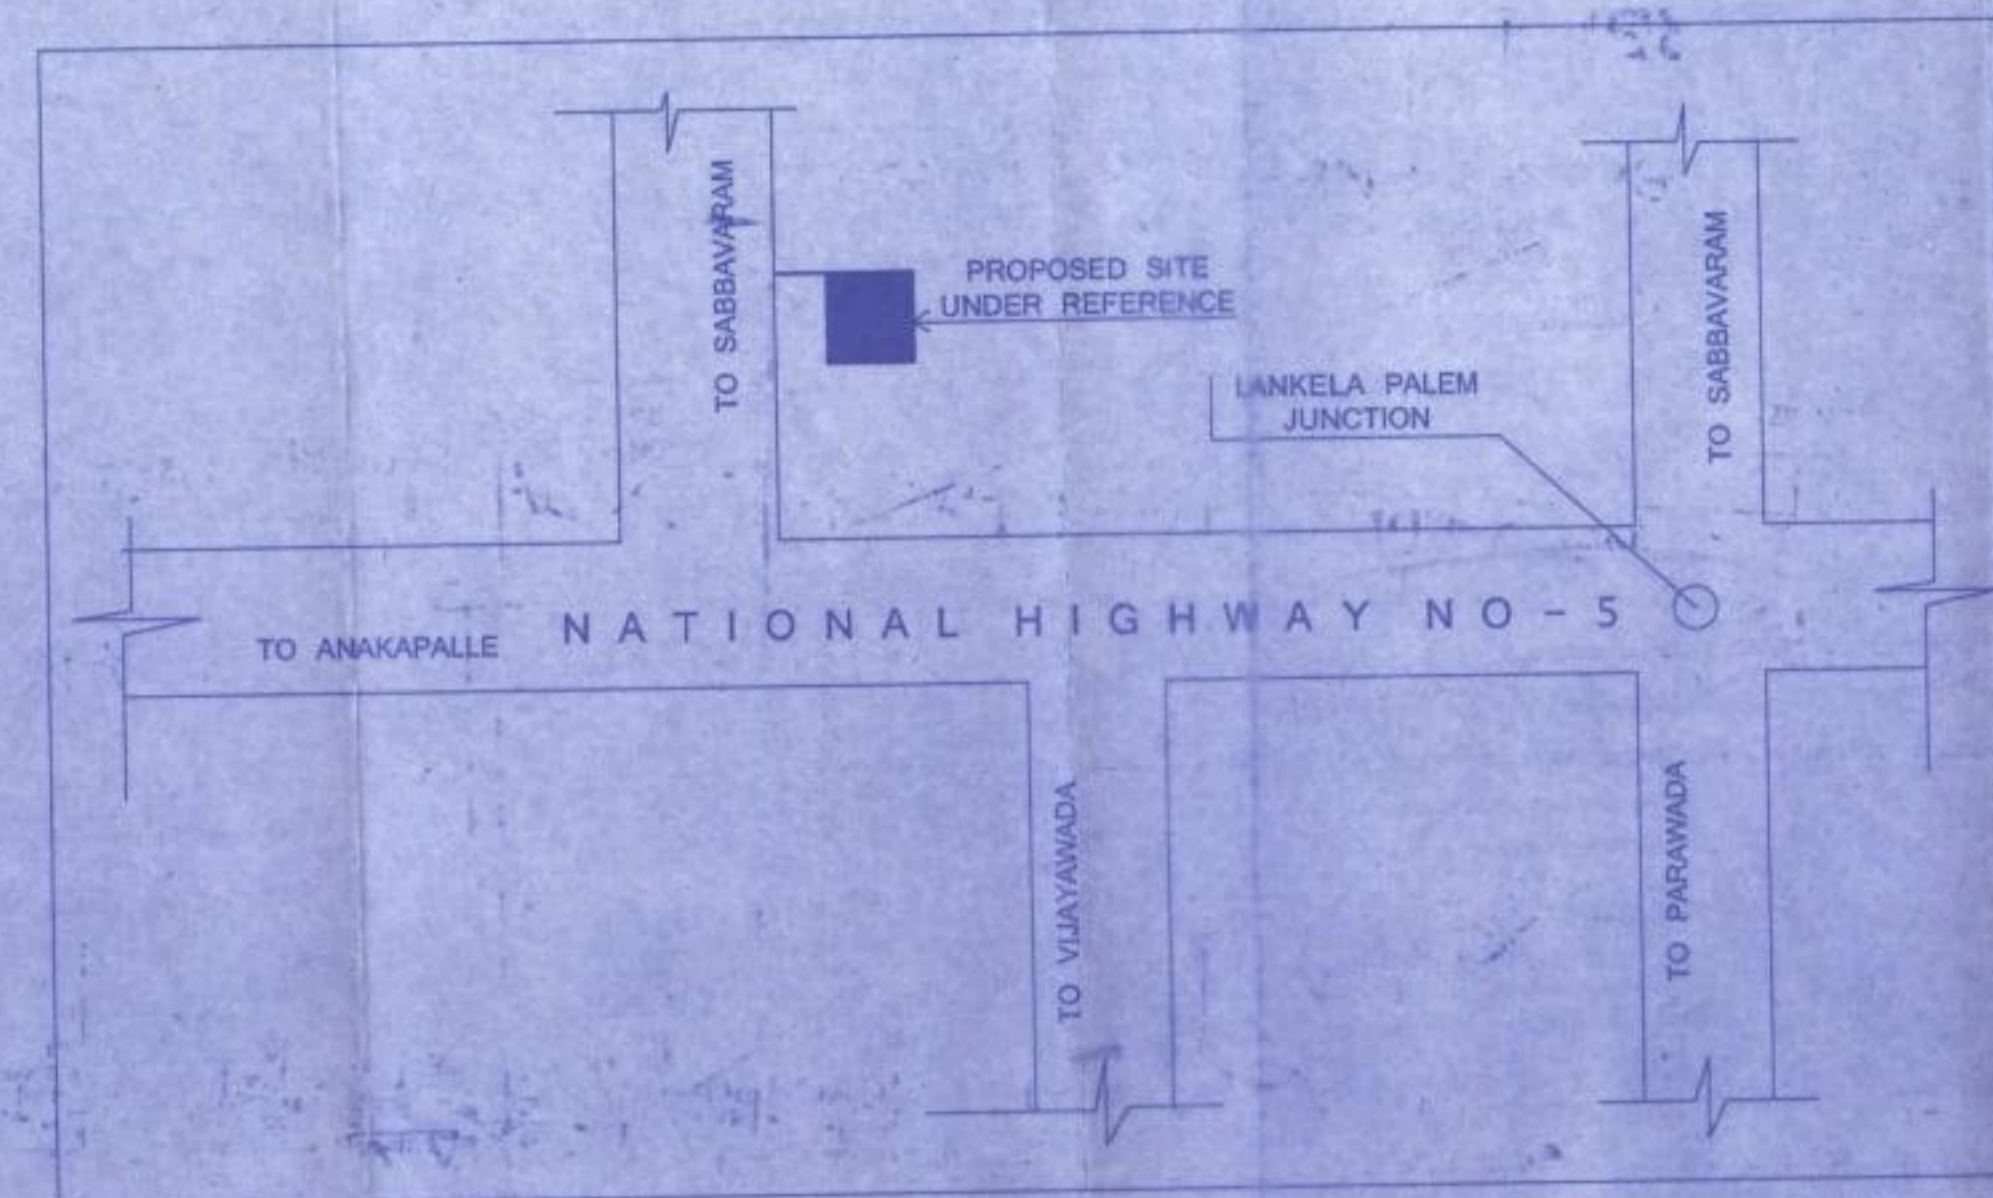 TO SABBAVARAM
PROPOSED SITE
UNDER REFERENCE
LANKELA PALEM
JUNCTION
TO SABBAVARAM
NATIONAL HIGHWAY NO-5
TO ANAKAPALLE
TO VIJAYAWADA
TO PARAWADA